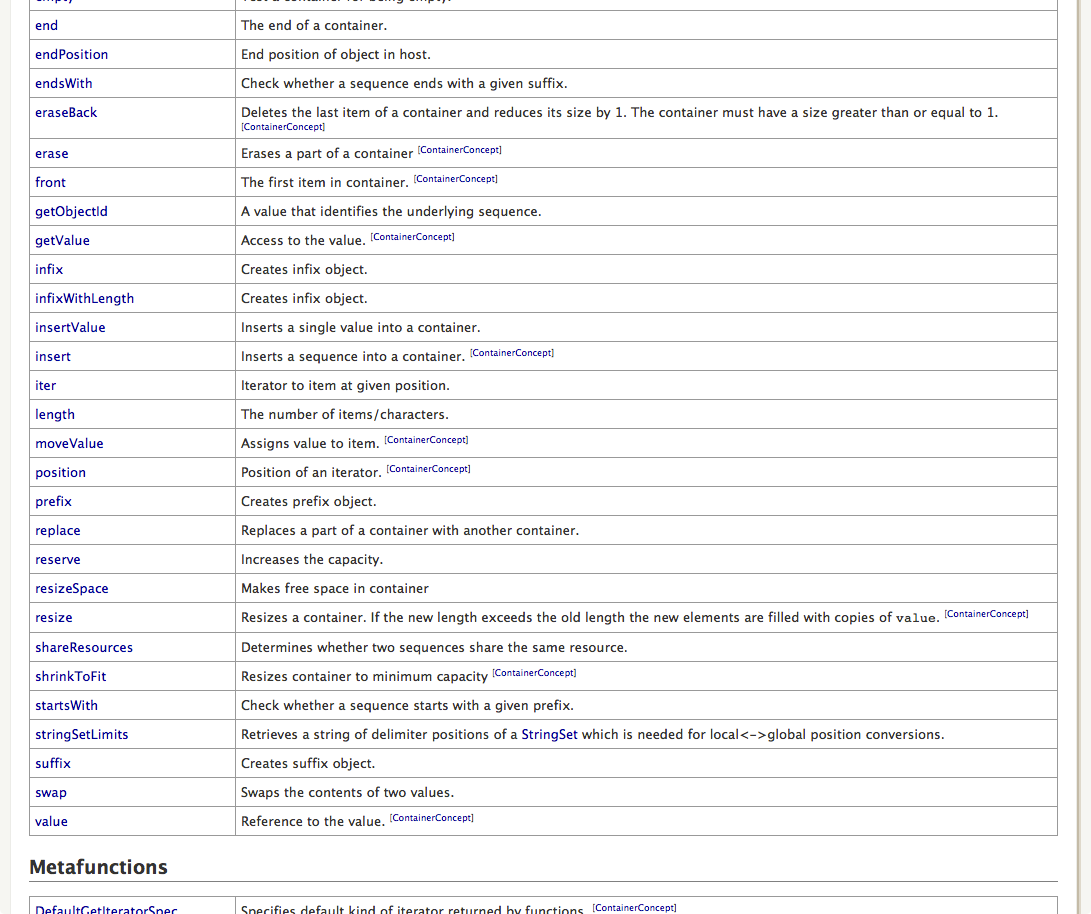 empty Test a container for being empty.
end The end of a container.
endPosition End position of object in host.
endsWith Check whether a sequence ends with a given suffix.
eraseBack Deletes the last item of a container and reduces its size by 1. The container must have a size greater than or equal to 1.
[ContainerConcept]
erase Erases a part of a container [ContainerConcept]
front The first item in container. [ContainerConcept]
getObjectId A value that identifies the underlying sequence.
getValue Access to the value. [ContainerConcept]
infix Creates infix object.
infixWithLength Creates infix object.
insertValue Inserts a single value into a container.
insert Inserts a sequence into a container. [ContainerConcept]
iter Iterator to item at given position.
length The number of items/characters.
moveValue Assigns value to item. [ContainerConcept]
position Position of an iterator. [ContainerConcept]
prefix Creates prefix object.
replace Replaces a part of a container with another container.
reserve Increases the capacity.
resizeSpace Makes free space in container
resize Resizes a container. If the new length exceeds the old length the new elements are filled with copies of value. [ContainerConcept]
shareResources Determines whether two sequences share the same resource.
shrinkToFit Resizes container to minimum capacity [ContainerConcept]
startsWith Check whether a sequence starts with a given prefix.
stringSetLimits Retrieves a string of delimiter positions of a StringSet which is needed for local<->global position conversions.
suffix Creates suffix object.
swap Swaps the contents of two values.
value Reference to the value. [ContainerConcept]
Metafunctions
DefaultGetIteratorSpec Specifies default kind of iterator returned by functions. [ContainerConcept]